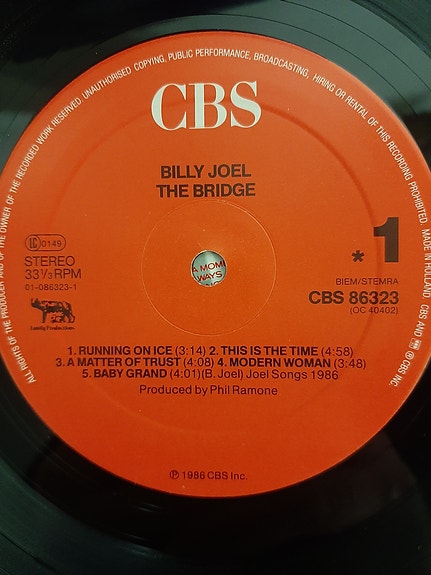 ALL RIGHTS OF THE PRODUCER AND OF THE OWNER OF THE RECORDED WORK RESERVED. UNAUTHORISED COPYING, PUBLIC PERFORMANCE, BROADCASTING, HIRING OR RENTAL OF THIS RECORDING PROHIBITED. MADE IN HOLLAND. CBS AND ℗ © CBS INC.
CBS
BILLY JOEL
THE BRIDGE
LC 0149
STEREO
33⅓ RPM
01-086323-1
Family Productions
* 1
BIEM/STEMRA
CBS 86323
(OC 40402)
A MOM
WAYS
1. RUNNING ON ICE (3:14) 2. THIS IS THE TIME (4:58)
3. A MATTER OF TRUST (4:08) 4. MODERN WOMAN (3:48)
5. BABY GRAND (4:01) (B. Joel) Joel Songs 1986
Produced by Phil Ramone
℗ 1986 CBS Inc.